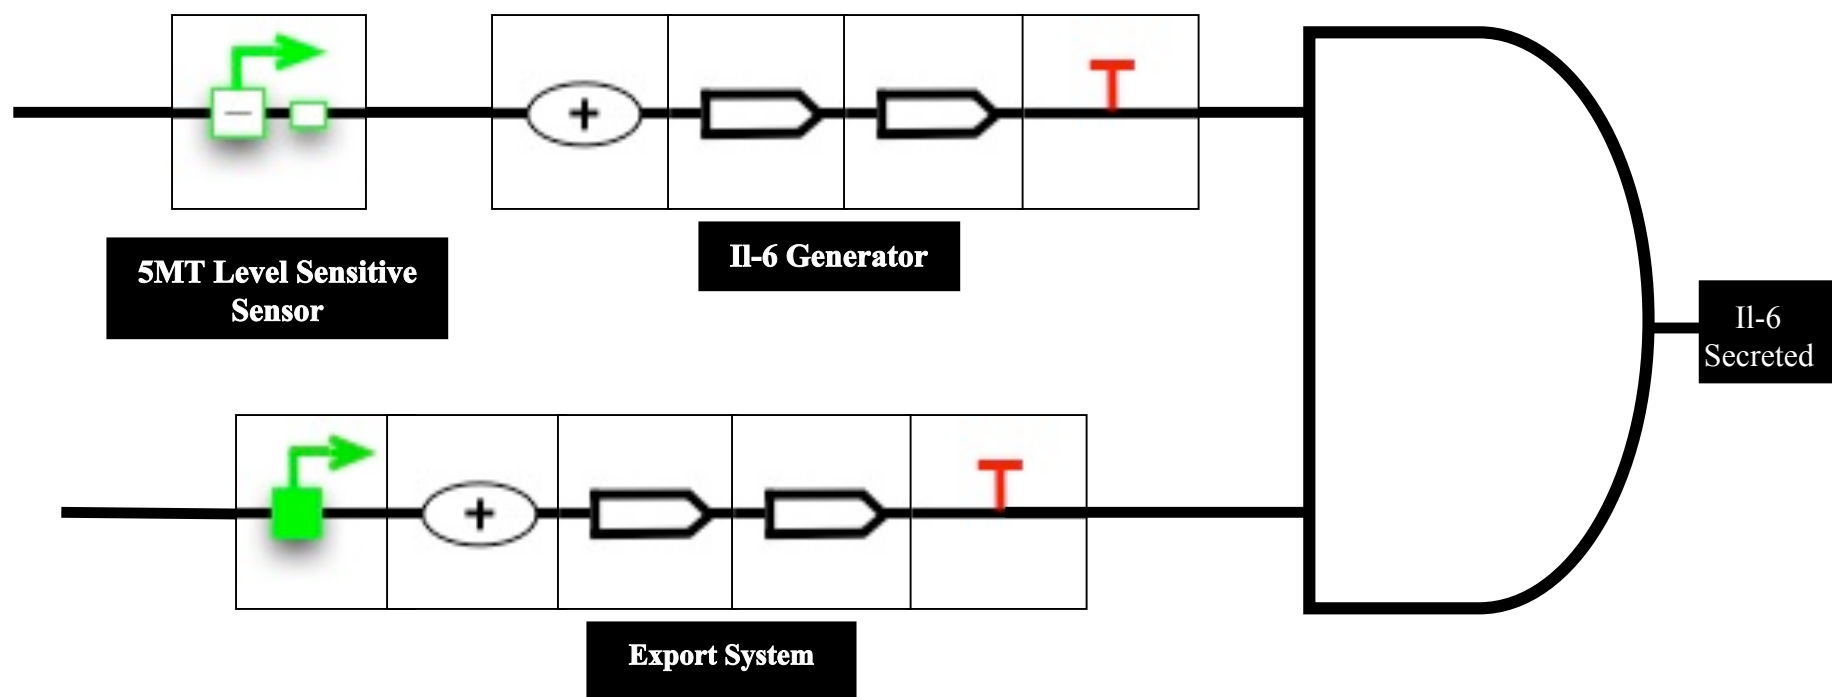 5MT Level Sensitive
Sensor
Il-6 Generator
Il-6
Secreted
Export System